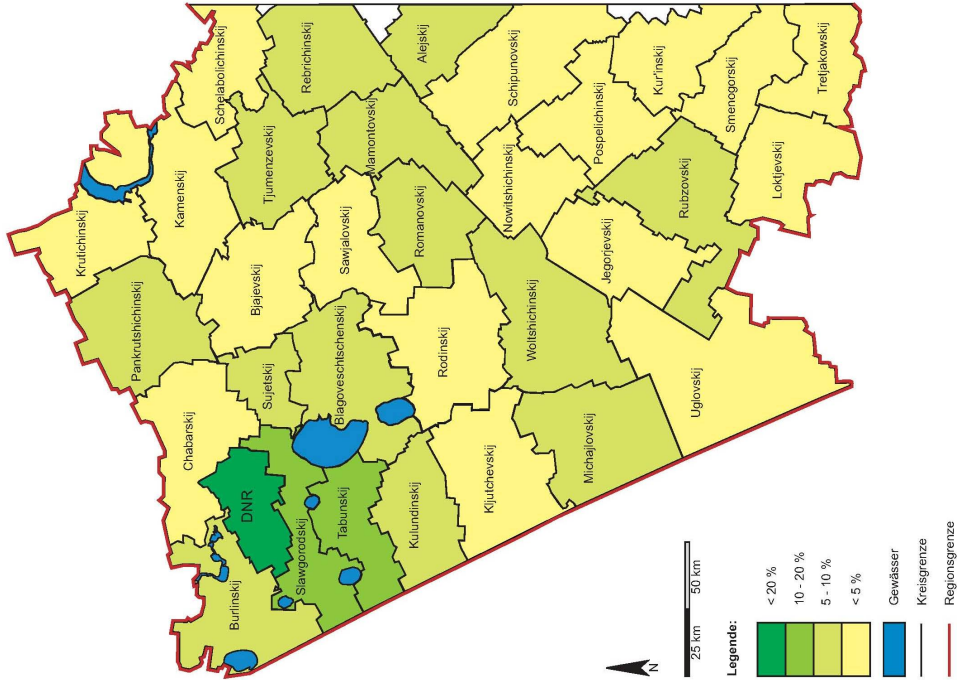 Krutichinskij
Pankrutshichinskij
Kamenskij
Schelabolichinskij
Chabarskij
Bjajevskij
Tjumenzevskij
Rebrichinskij
Burlinskij
DNR
Sujetskij
Sawjalovskij
Mamontovskij
Alejskij
Slawgorodskij
Blagoveschtschenskij
Romanovskij
Tabunskij
Rodinskij
Nowitshichinskij
Schipunovskij
Kulundinskij
Woltshichinskij
Pospelichinskij
Kljutchevskij
Jegorjevskij
Kur'inskij
Michajlovskij
Rubzovskij
Smenogorskij
Uglovskij
Loktjevskij
Tretjakowskij
N
25 km
50 km
Legende:
< 20 %
10 - 20 %
5 - 10 %
< 5 %
Gewässer
Kreisgrenze
Regionsgrenze